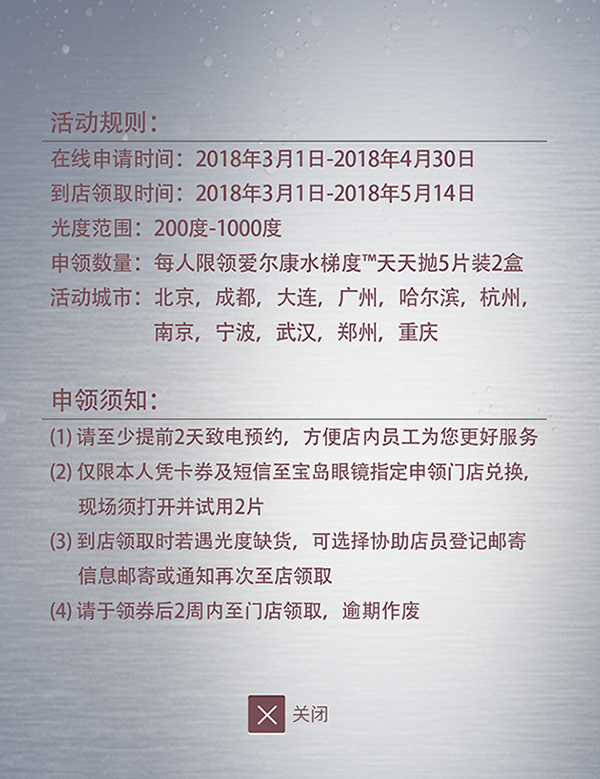 活动规则：
在线申请时间：2018年3月1日-2018年4月30日
到店领取时间：2018年3月1日-2018年5月14日
光度范围：200度-1000度
申领数量：每人限领爱尔康水梯度™天天抛5片装2盒
活动城市：北京，成都，大连，广州，哈尔滨，杭州，
南京，宁波，武汉，郑州，重庆
申领须知：
(1) 请至少提前2天致电预约，方便店内员工为您更好服务
(2) 仅限本人凭卡券及短信至宝岛眼镜指定申领门店兑换，
现场须打开并试用2片
(3) 到店领取时若遇光度缺货，可选择协助店员登记邮寄
信息邮寄或通知再次至店领取
(4) 请于领券后2周内至门店领取，逾期作废
关闭